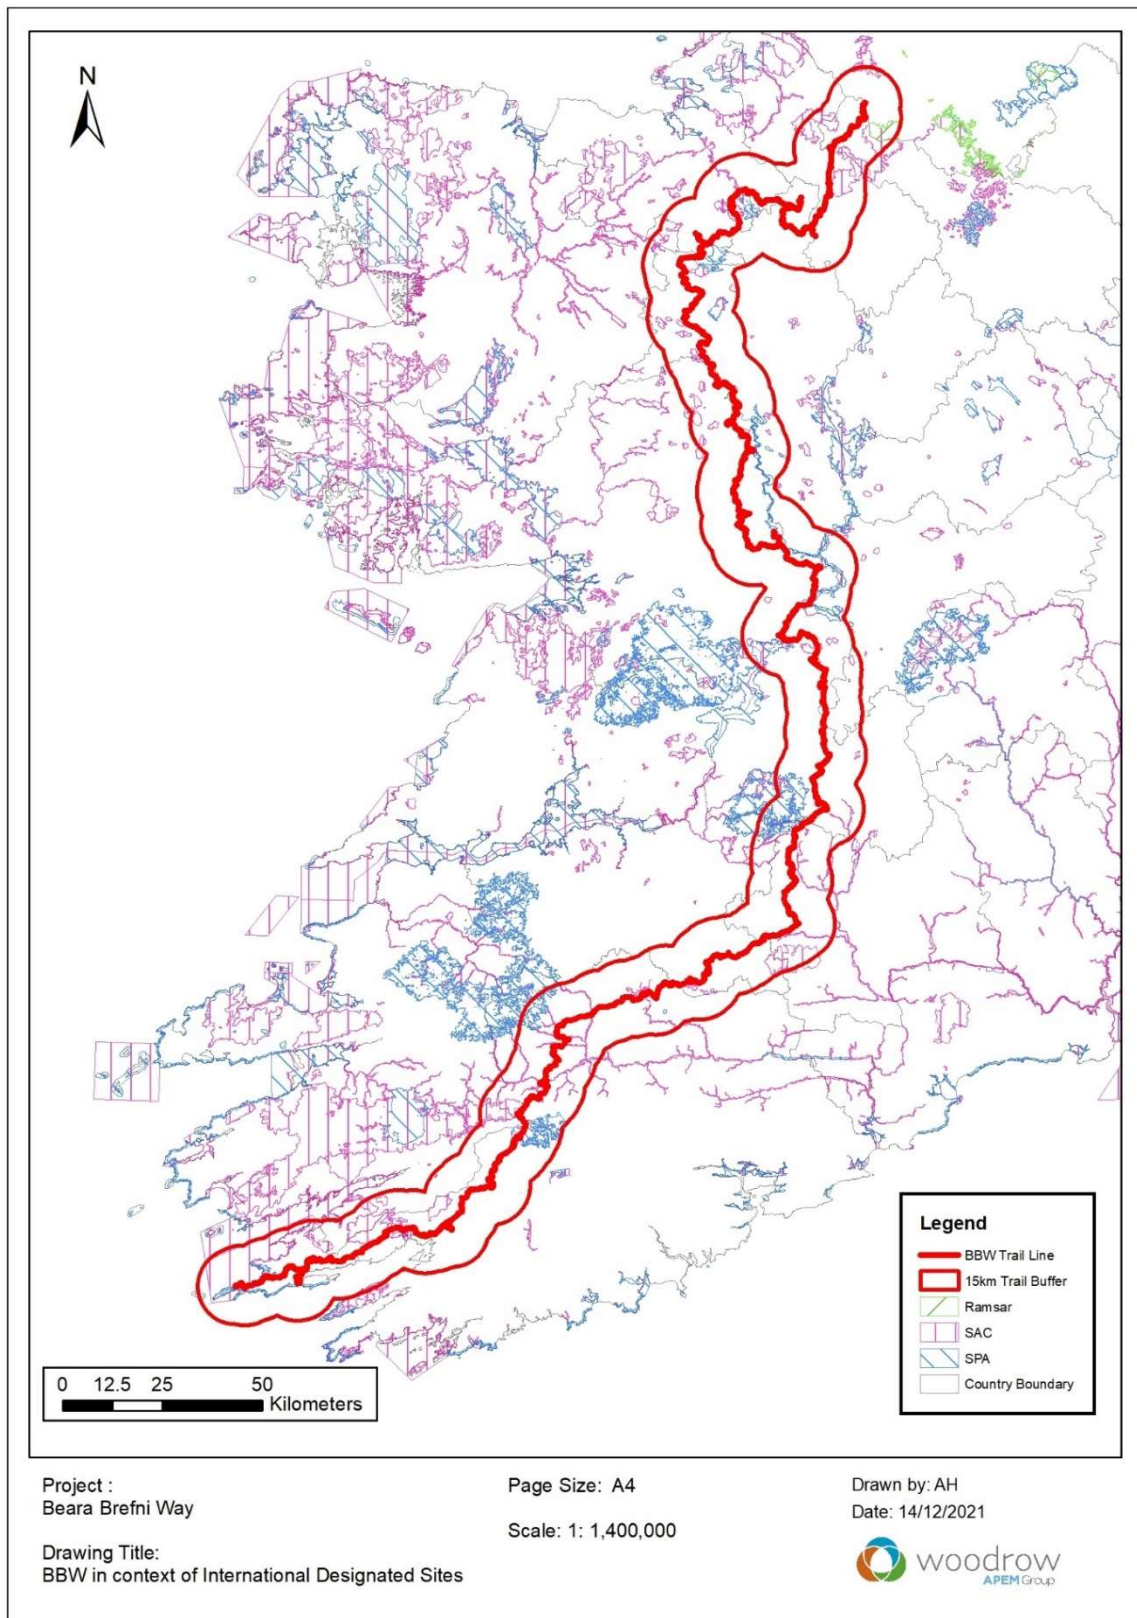 N
Legend
BBW Trail Line
15km Trail Buffer
Ramsar
SAC
SPA
Country Boundary
0 12.5 25 50
Kilometers
Project :
Beara Brefni Way
Drawing Title:
BBW in context of International Designated Sites
Page Size: A4
Scale: 1: 1,400,000
Drawn by: AH
Date: 14/12/2021
woodrow
APEM Group